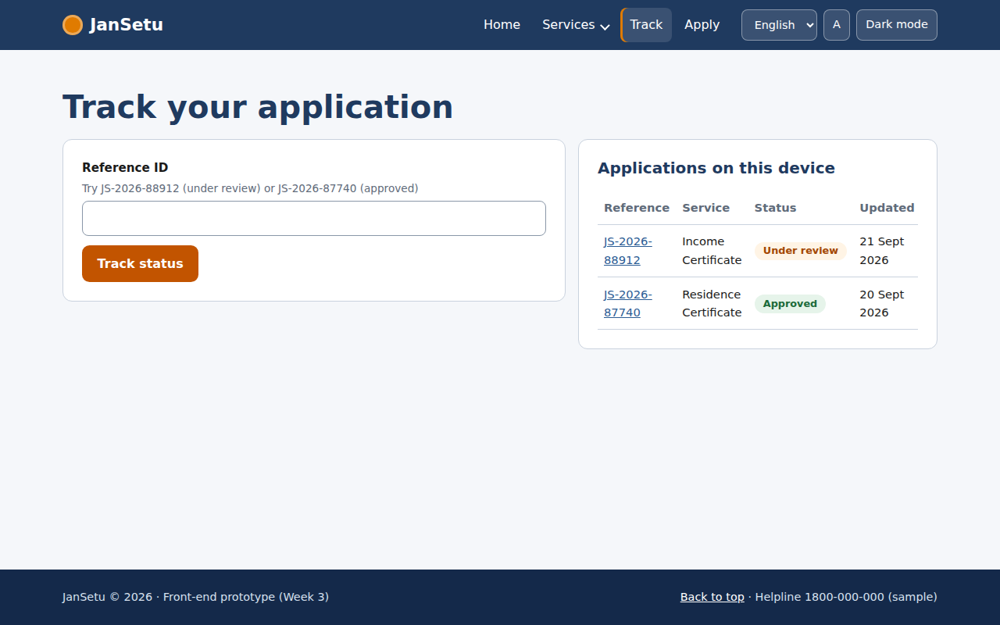 JanSetu
Home
Services
Track
Apply
English
A
Dark mode
Track your application
Reference ID
Try JS-2026-88912 (under review) or JS-2026-87740 (approved)
Track status
Applications on this device
Reference Service Status Updated
JS-2026-
88912
Income
Certificate
Under review
21 Sept
2026
JS-2026-
87740
Residence
Certificate
Approved
20 Sept
2026
JanSetu © 2026 · Front-end prototype (Week 3)
Back to top · Helpline 1800-000-000 (sample)